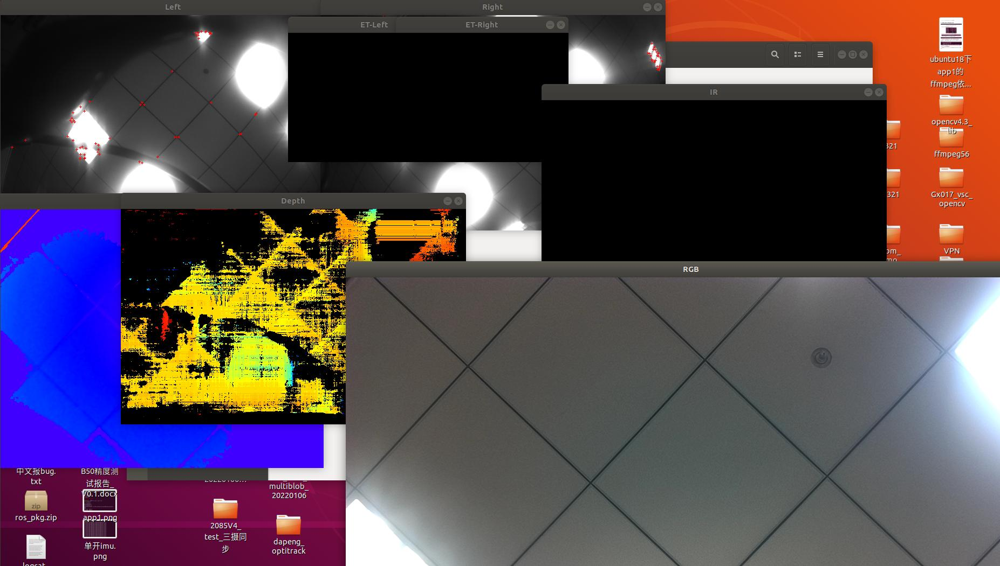 Left
Right
ET-Left
ET-Right
IR
Depth
RGB
ubuntu18下
app1的
ffmpeg依...
opencv4.3_
lib
ffmpeg56
Gx017_vsc_
opencv
VPN
321
321
中文报bug.
txt
B50精度测
试报告_
V0.1.docx
zip
ros_pkg.zip
app1.png
单开imu.
png
multiblob_
20220106
2085V4_
test_三摄同
步
dapeng_
optitrack